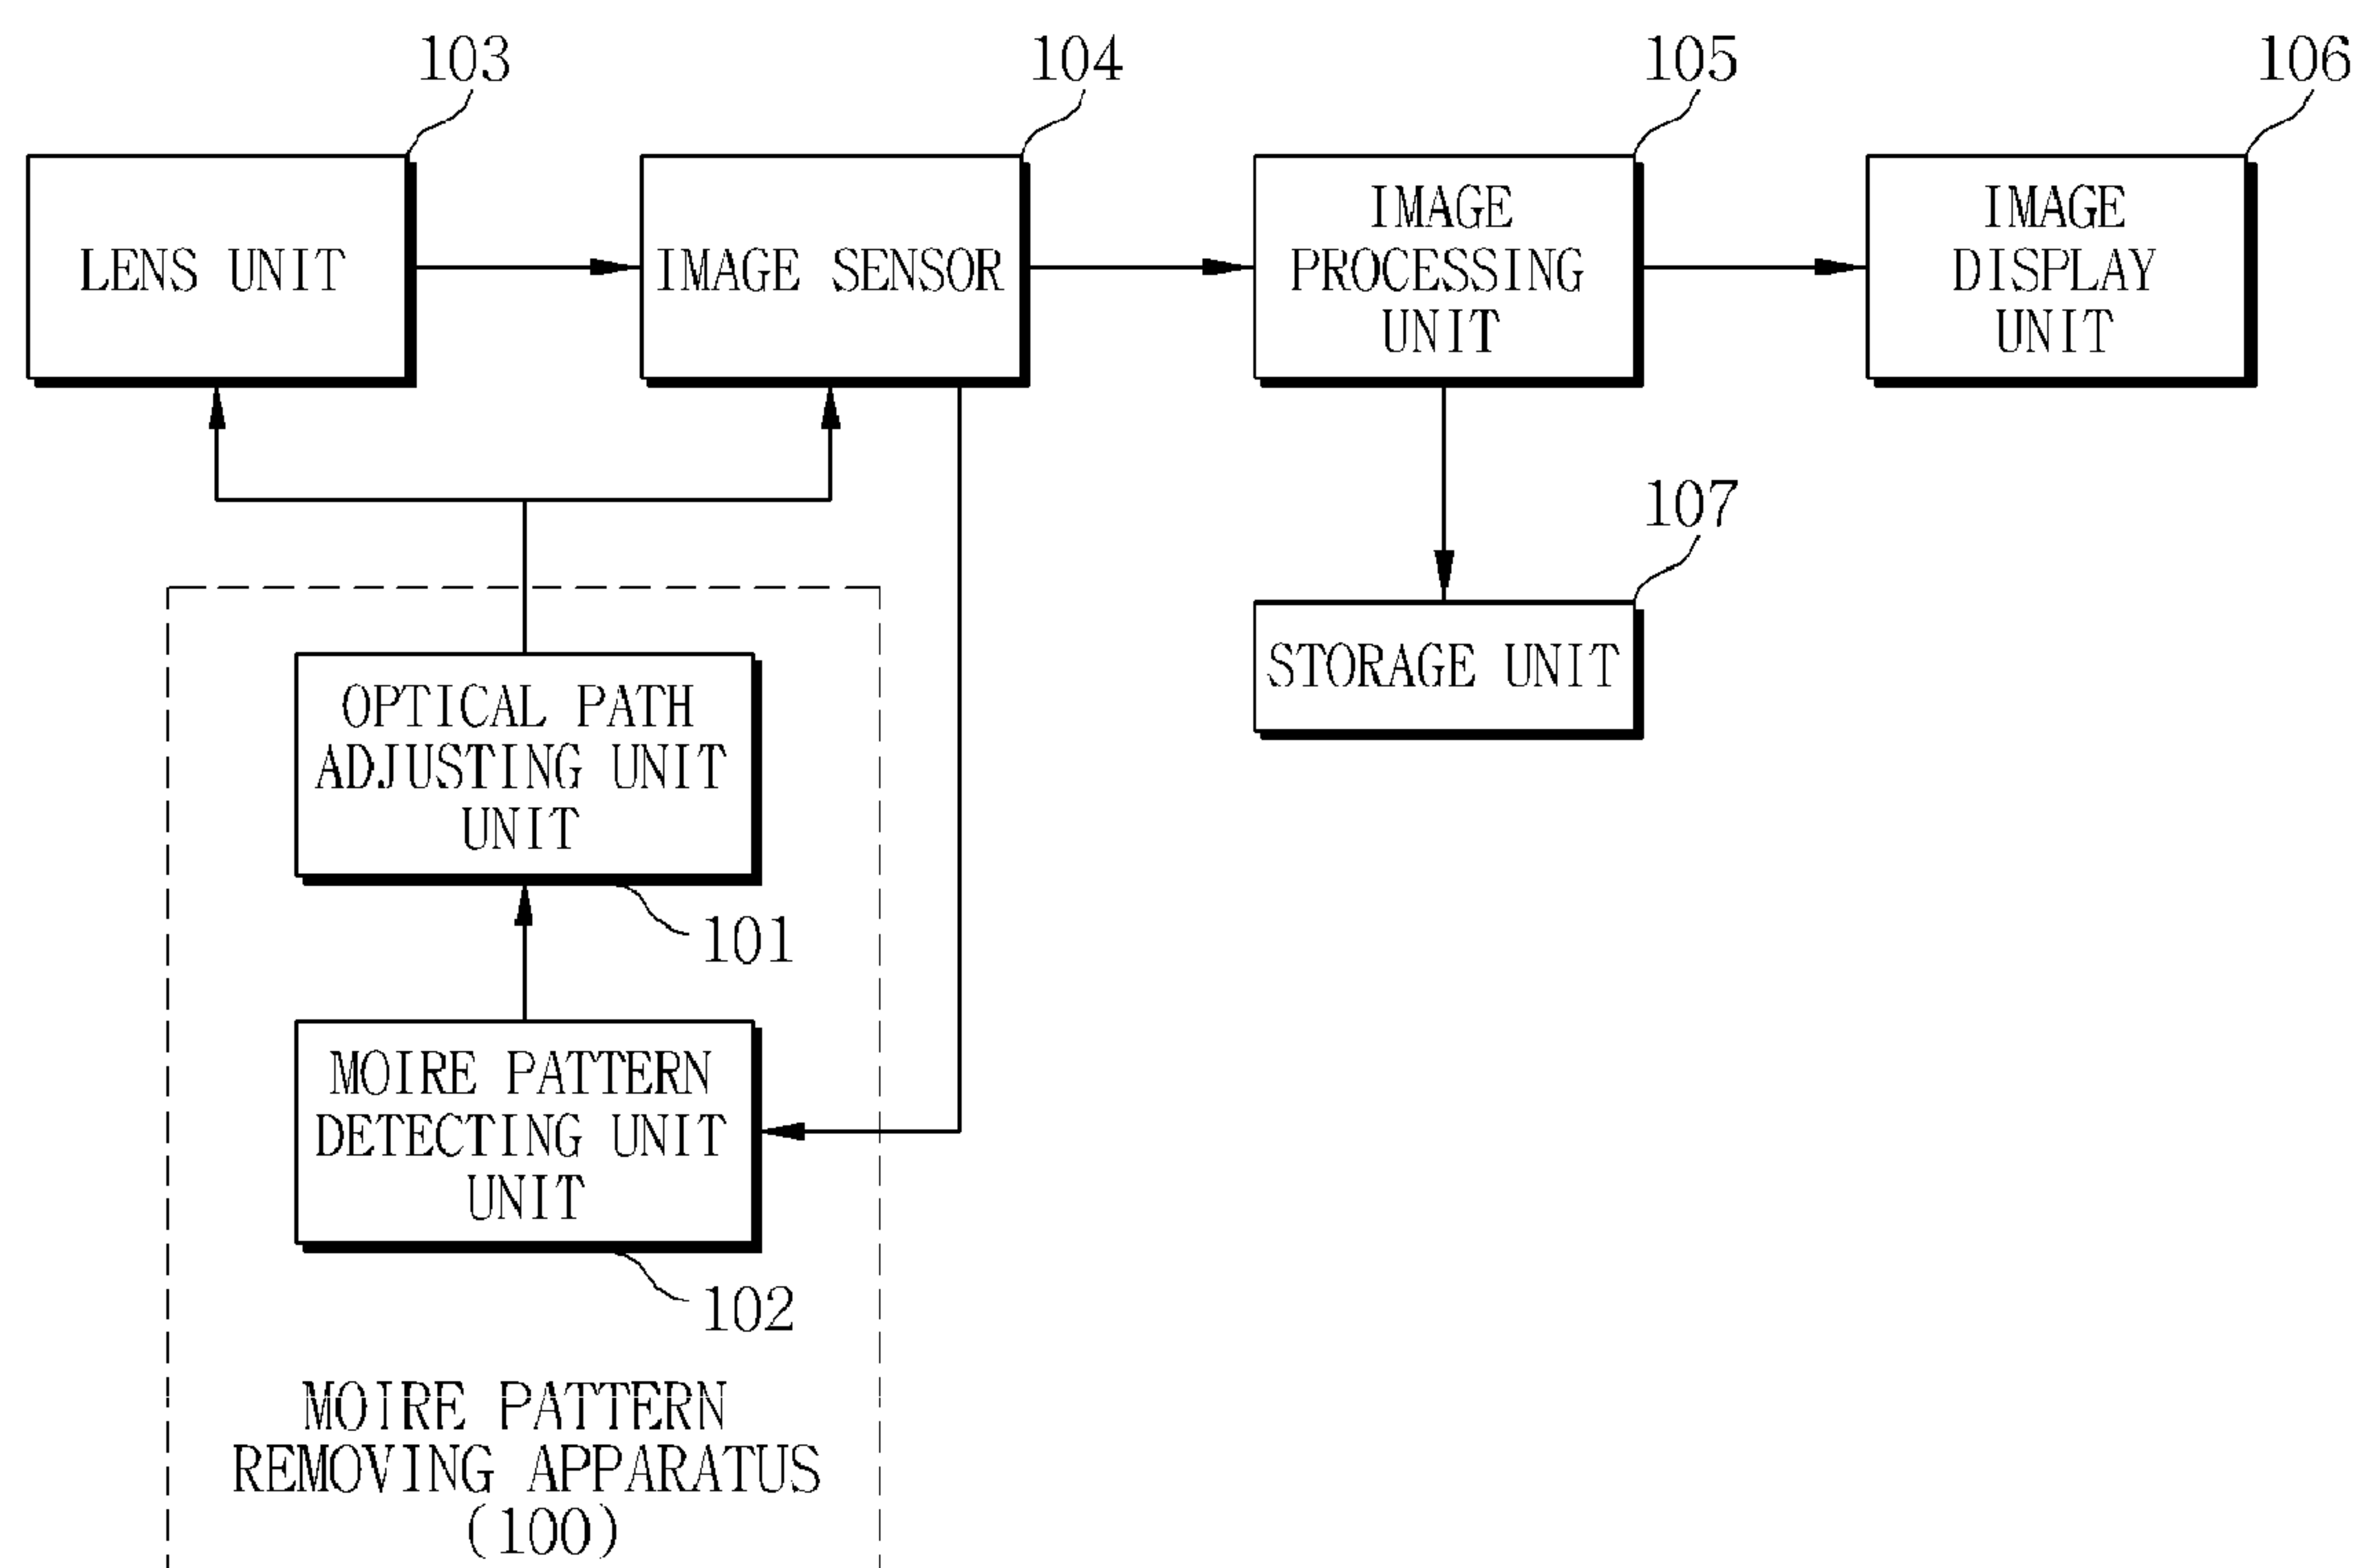 103
104
105
106
LENS UNIT
IMAGE SENSOR
IMAGE
PROCESSING
UNIT
IMAGE
DISPLAY
UNIT
107
STORAGE UNIT
OPTICAL PATH
ADJUSTING UNIT
UNIT
101
MOIRE PATTERN
DETECTING UNIT
UNIT
102
MOIRE PATTERN
REMOVING APPARATUS
(100)